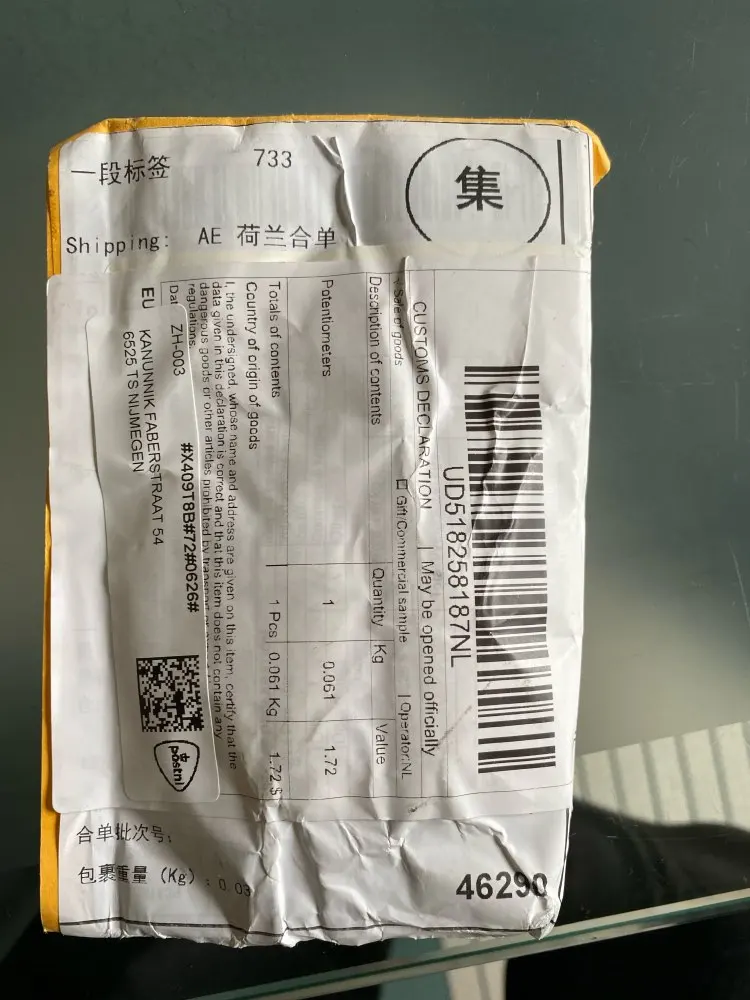 一段标签
733
集
Shipping: AE 荷兰合单
UD518258187NL
CUSTOMS DECLARATION
May be opened officially
Sale of goods
Gift/Commercial sample
Operator:NL
Description of contents
Quantity
Kg
Value
Potentiometers
1
0.061
1.72
Totals of contents
1 Pcs
0.061 Kg
1.72 $
Country of origin of goods
I, the undersigned, whose name and address are given on this item, certify that the
data given in this declaration is correct and that this item does not contain any
dangerous goods or other articles prohibited by
regulations.
EU
ZH-003
#X409T8B#72#0626#
KANUNNIK FABERSTRAAT 54
6525 TS NIJMEGEN
postnl
合单批次号:
包裹重量 (Kg) : 0.03
46290